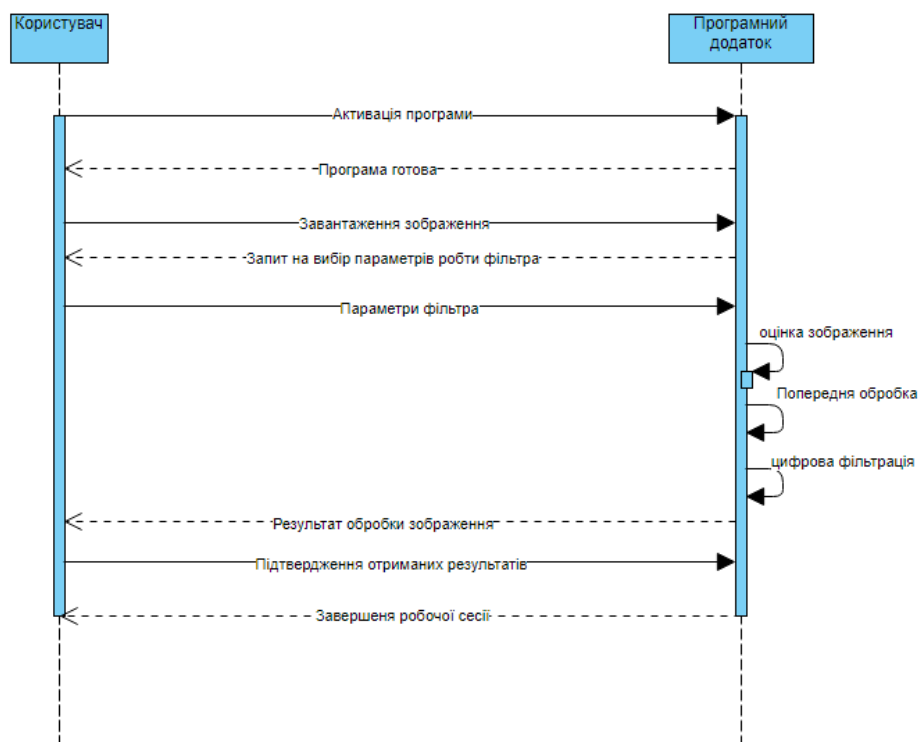 Користувач
Програмний
додаток
Активація програми
Програма готова
Завантаження зображення
Запит на вибір параметрів робти фільтра
Параметри фільтра
оцінка зображення
Попередня обробка
цифрова фільтрація
Результат обробки зображення
Підтвердження отриманих результатів
Завершеня робочої сесії